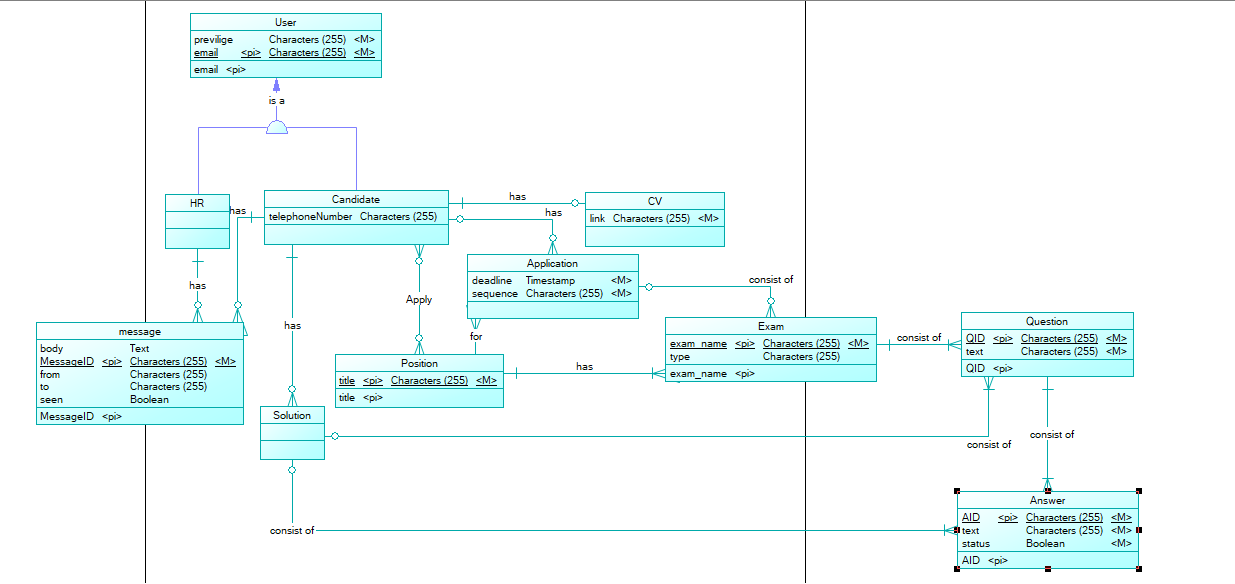 User
previlige Characters (255) <M>
email <pi> Characters (255) <M>
email <pi>
is a
HR
Candidate
telephoneNumber Characters (255)
has
CV
link Characters (255) <M>
has
has
Application
deadline Timestamp <M>
sequence Characters (255) <M>
has
Apply
has
for
consist of
message
body Text
MessageID <pi> Characters (255) <M>
from Characters (255)
to Characters (255)
seen Boolean
MessageID <pi>
Position
title <pi> Characters (255) <M>
title <pi>
has
Exam
exam_name <pi> Characters (255) <M>
type Characters (255)
exam_name <pi>
consist of
Question
QID <pi> Characters (255) <M>
text Characters (255) <M>
QID <pi>
Solution
consist of
consist of
consist of
Answer
AID <pi> Characters (255) <M>
text Characters (255) <M>
status Boolean <M>
AID <pi>